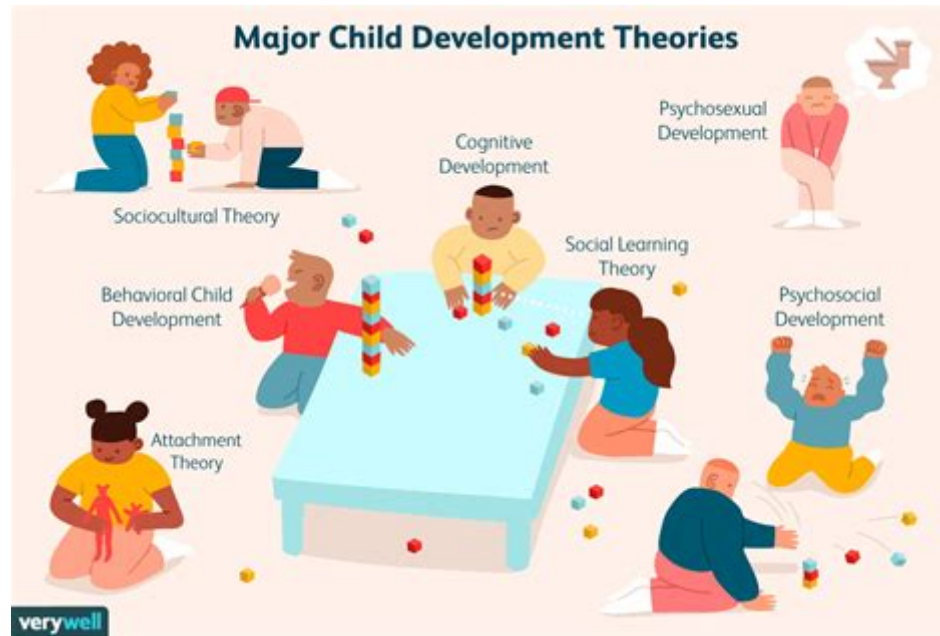 Major Child Development Theories
Psychosexual
Development
Cognitive
Development
Sociocultural Theory
Social Learning
Theory
Behavioral Child
Development
Psychosocial
Development
Attachment
Theory
verywell